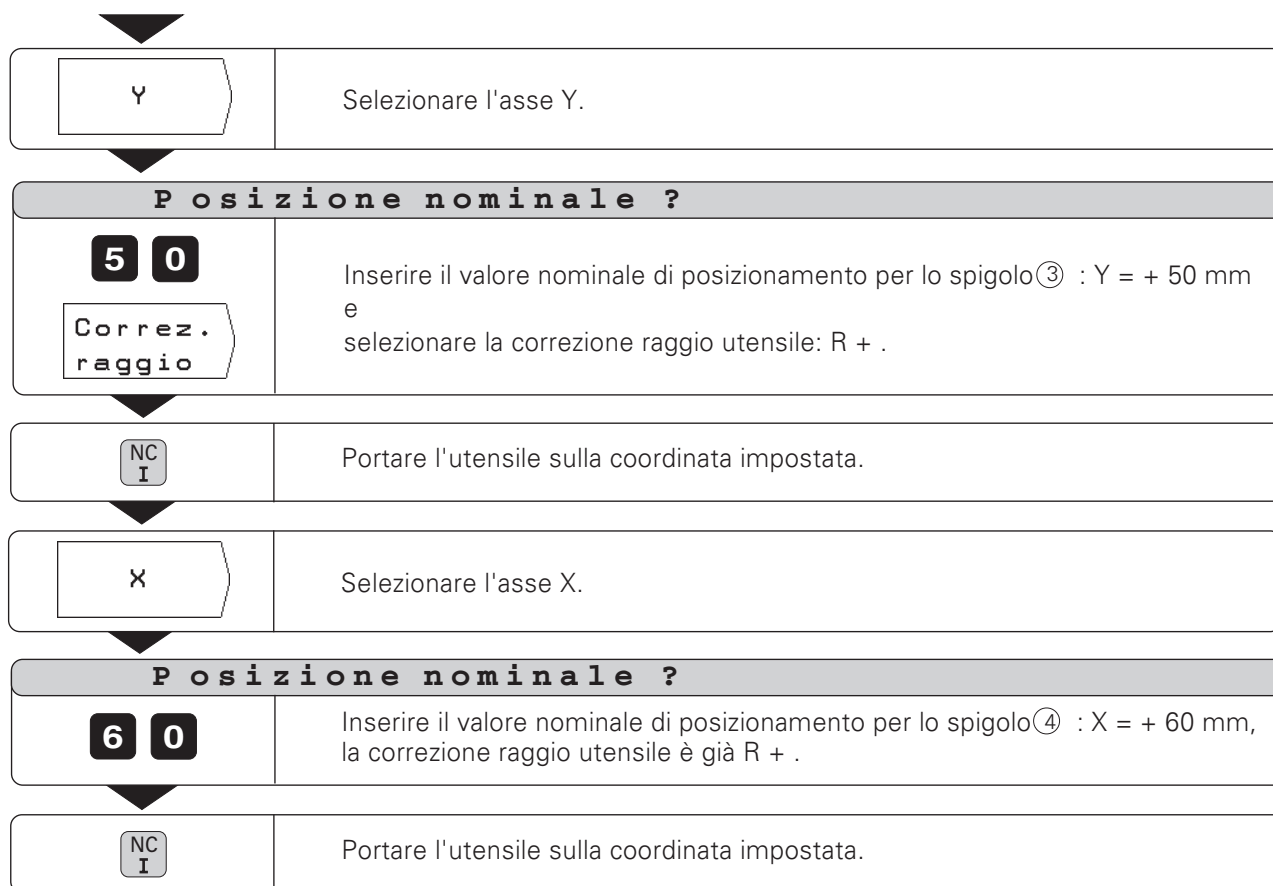 Y
Selezionare l'asse Y.
Posizione nominale ?
5 0
Correz.
raggio
Inserire il valore nominale di posizionamento per lo spigolo③ : Y = + 50 mm
e
selezionare la correzione raggio utensile: R + .
NC
I
Portare l'utensile sulla coordinata impostata.
X
Selezionare l'asse X.
Posizione nominale ?
6 0
Inserire il valore nominale di posizionamento per lo spigolo④ : X = + 60 mm,
la correzione raggio utensile è già R + .
NC
I
Portare l'utensile sulla coordinata impostata.